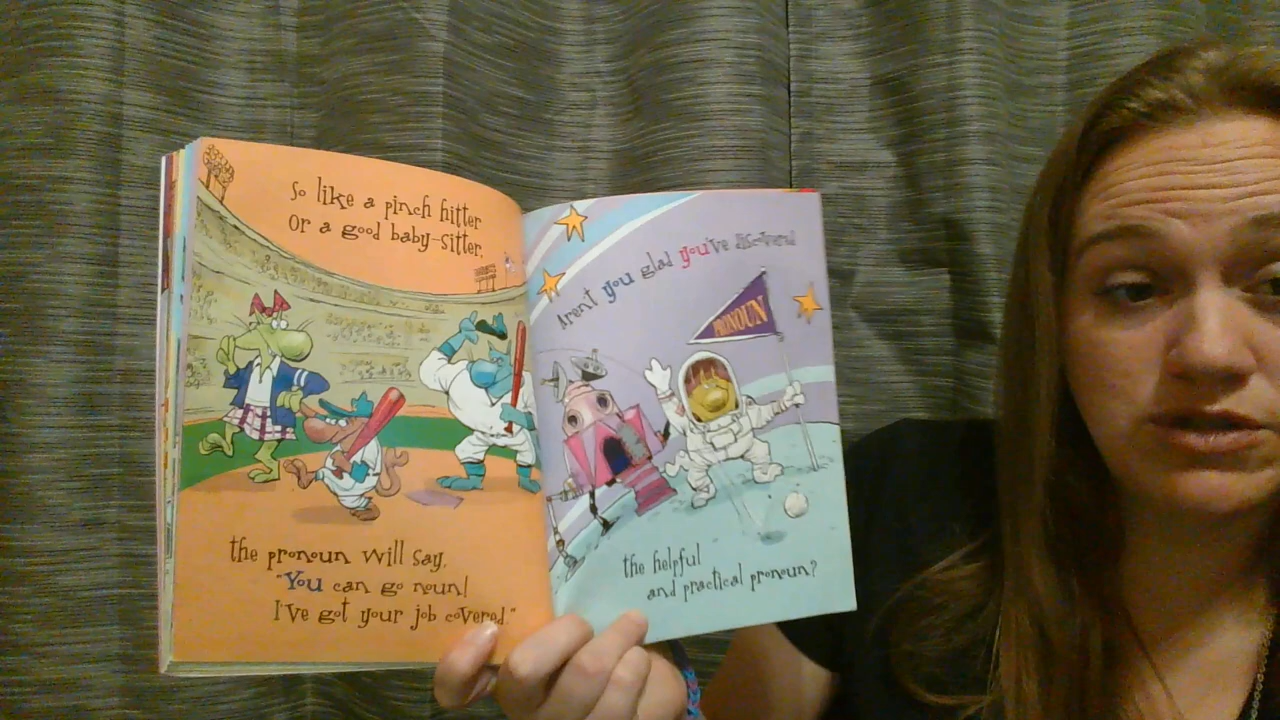 So like a pinch hitter
or a good baby-sitter,
the pronoun will say,
"You can go noun!
I've got your job covered."
Aren't you glad you've discovered
PRONOUN
the helpful
and practical pronoun?